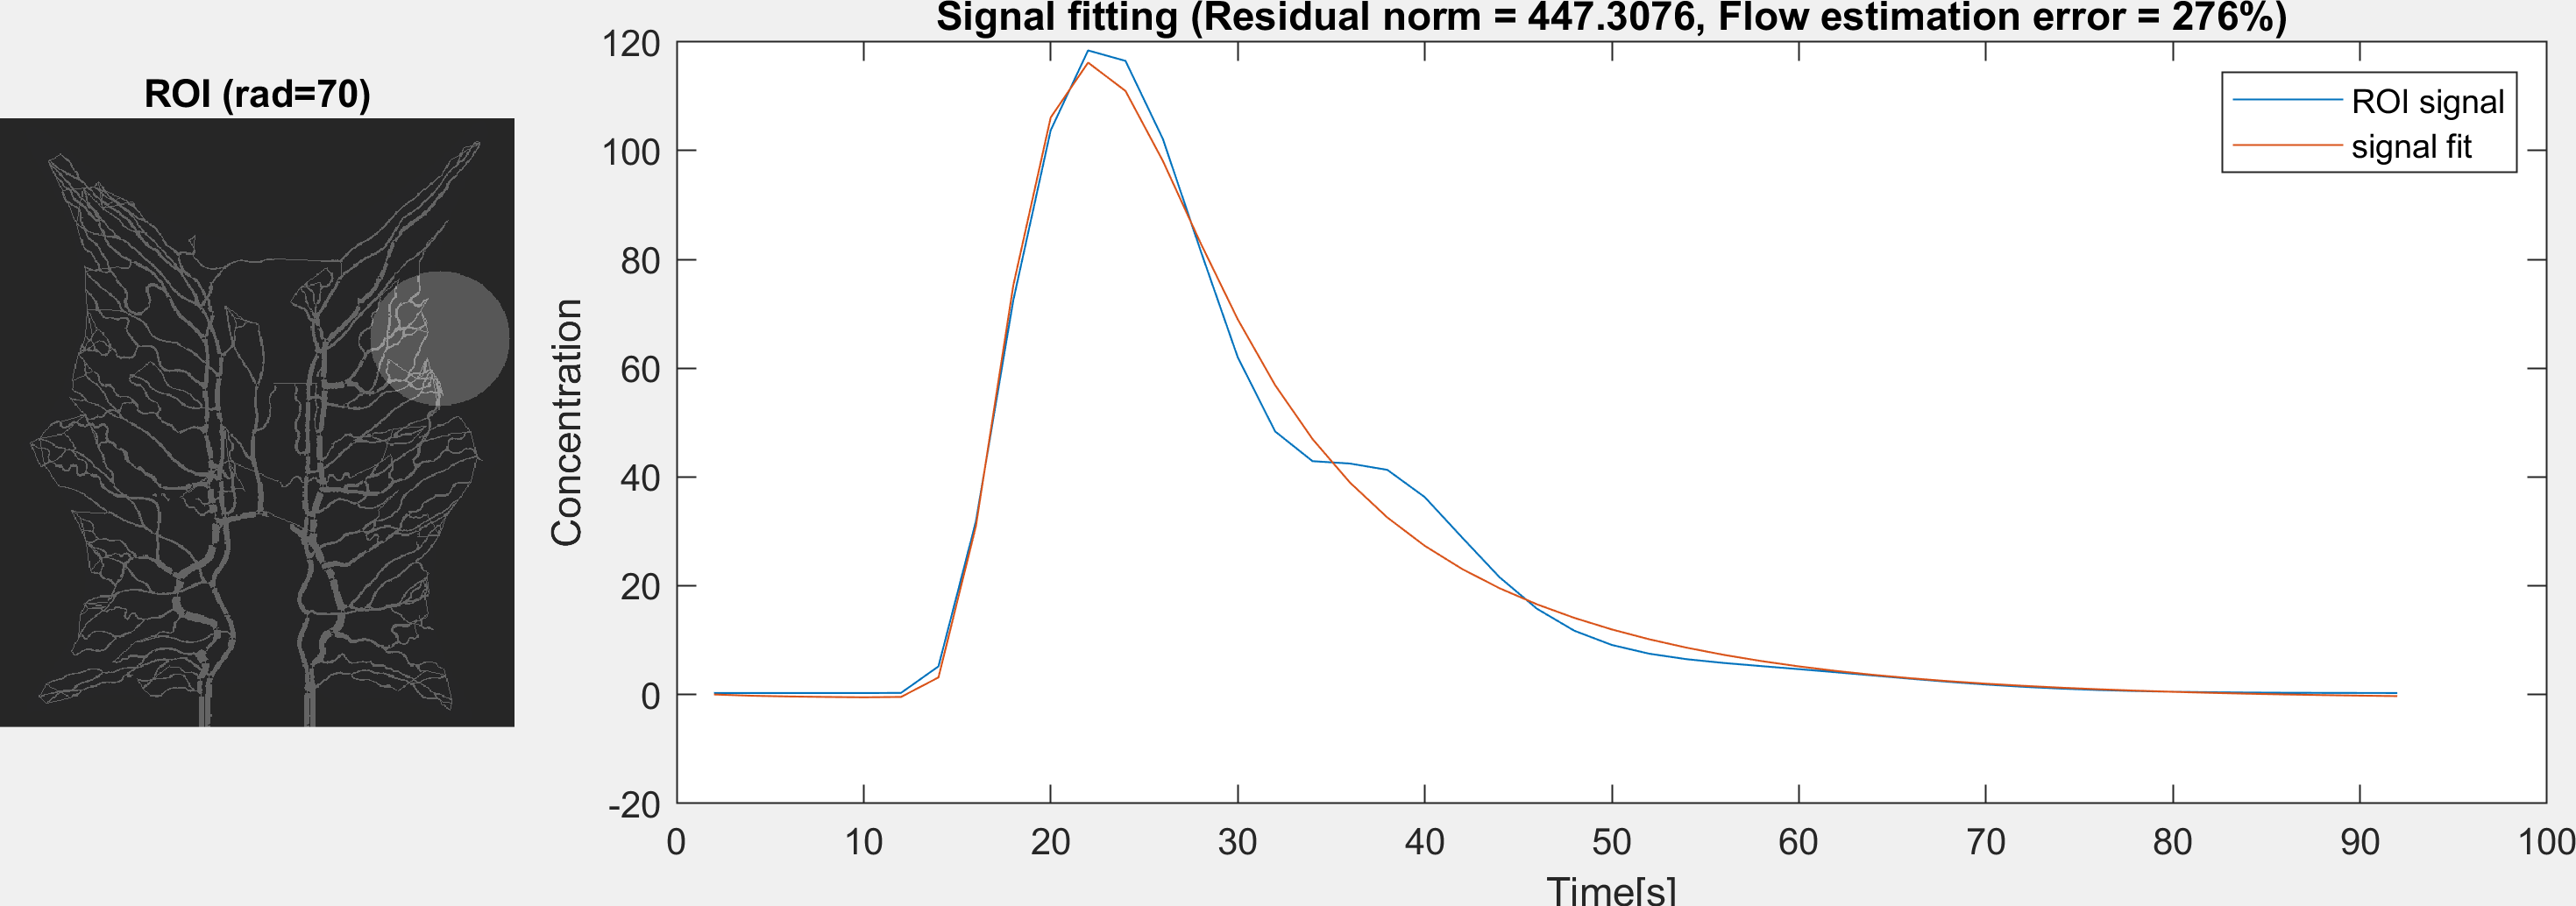 Signal fitting (Residual norm = 447.3076, Flow estimation error = 276%)
ROI (rad=70)
ROI signal
signal fit
Concentration
120
100
80
60
40
20
0
-20
0 10 20 30 40 50 60 70 80 90 100
Time[s]